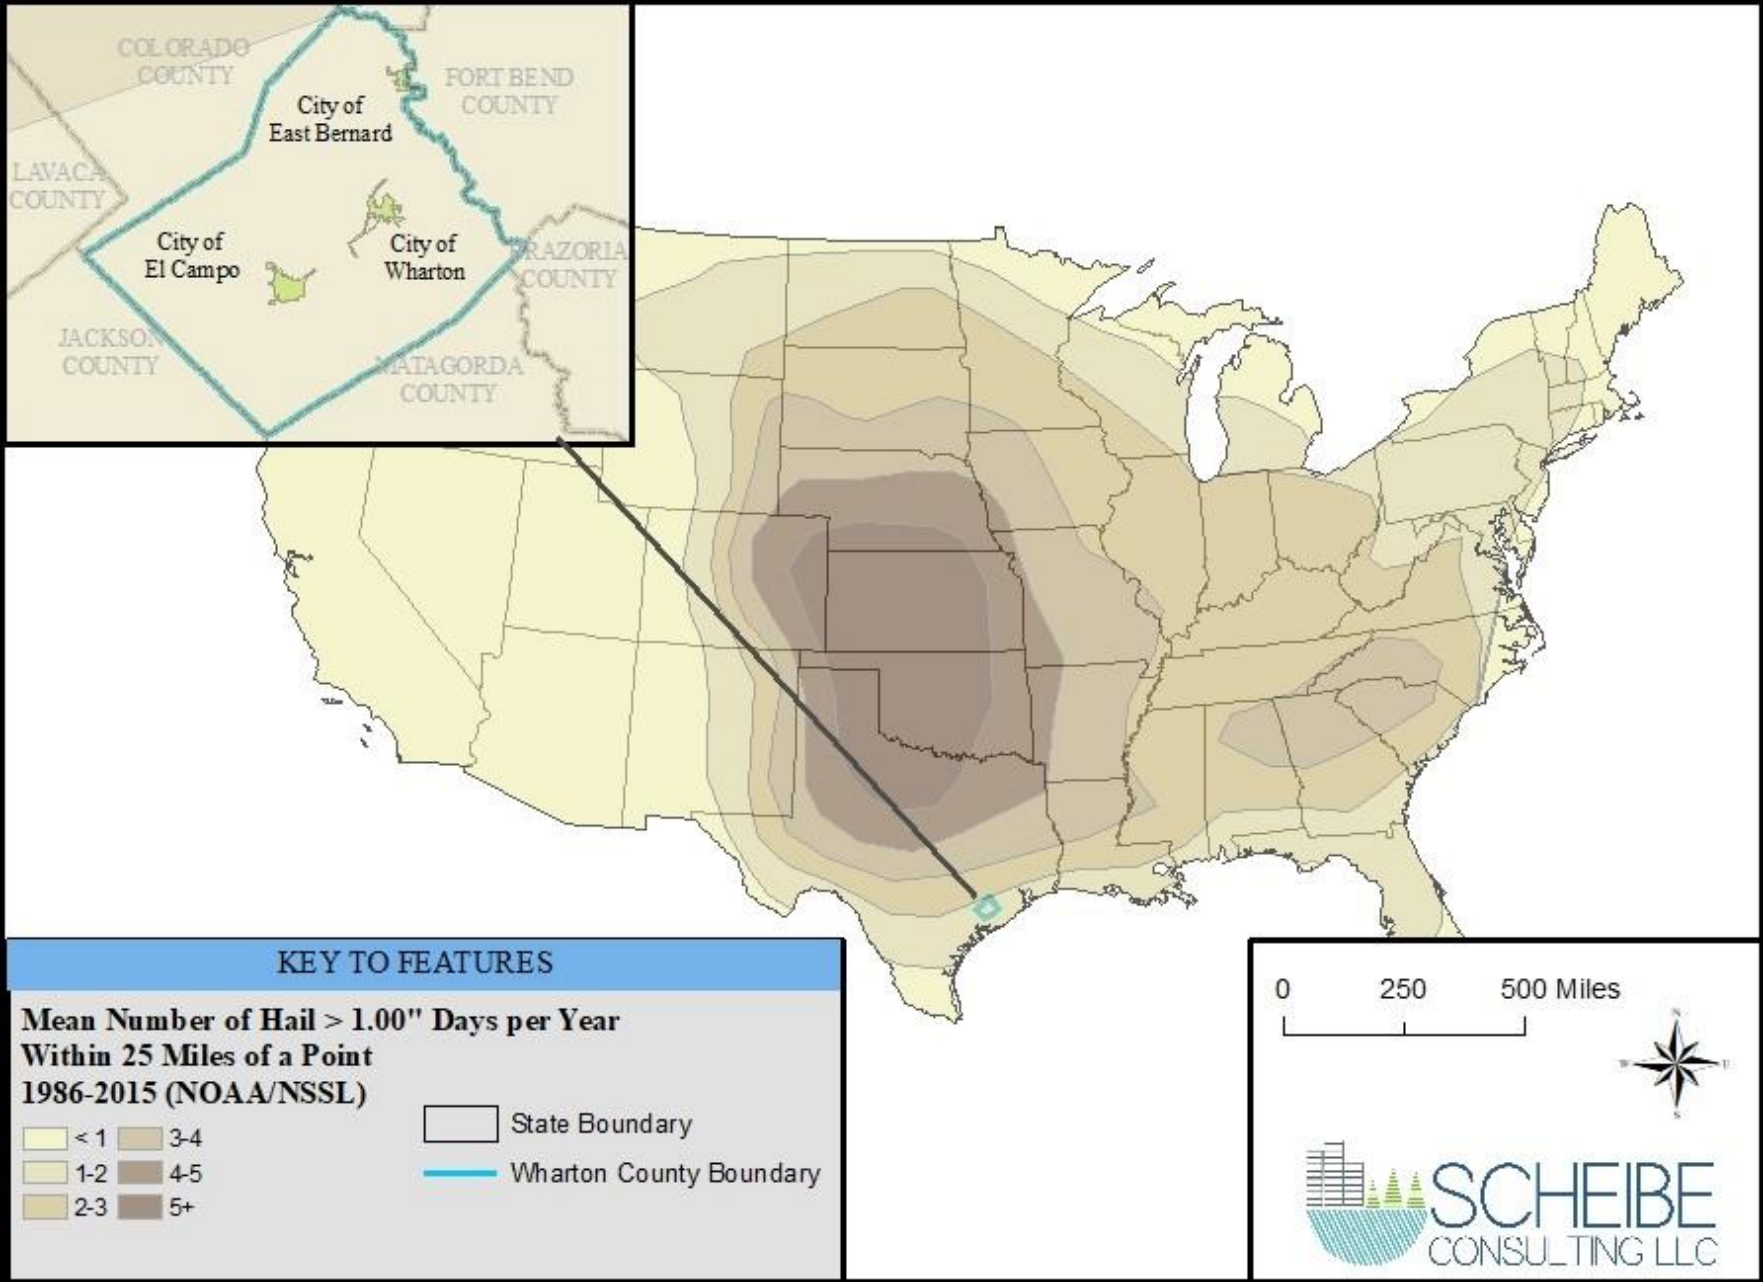 COLORADO
COUNTY
FORT BEND
COUNTY
City of
East Bernard
LAVACA
COUNTY
City of
El Campo
City of
Wharton
BRAZORIA
COUNTY
JACKSON
COUNTY
MATAGORDA
COUNTY
KEY TO FEATURES
Mean Number of Hail > 1.00" Days per Year
Within 25 Miles of a Point
1986-2015 (NOAA/NSSL)
< 1
3-4
1-2
4-5
2-3
5+
State Boundary
Wharton County Boundary
0 250 500 Miles
N
W
S
SCHEIBE
CONSULTING LLC